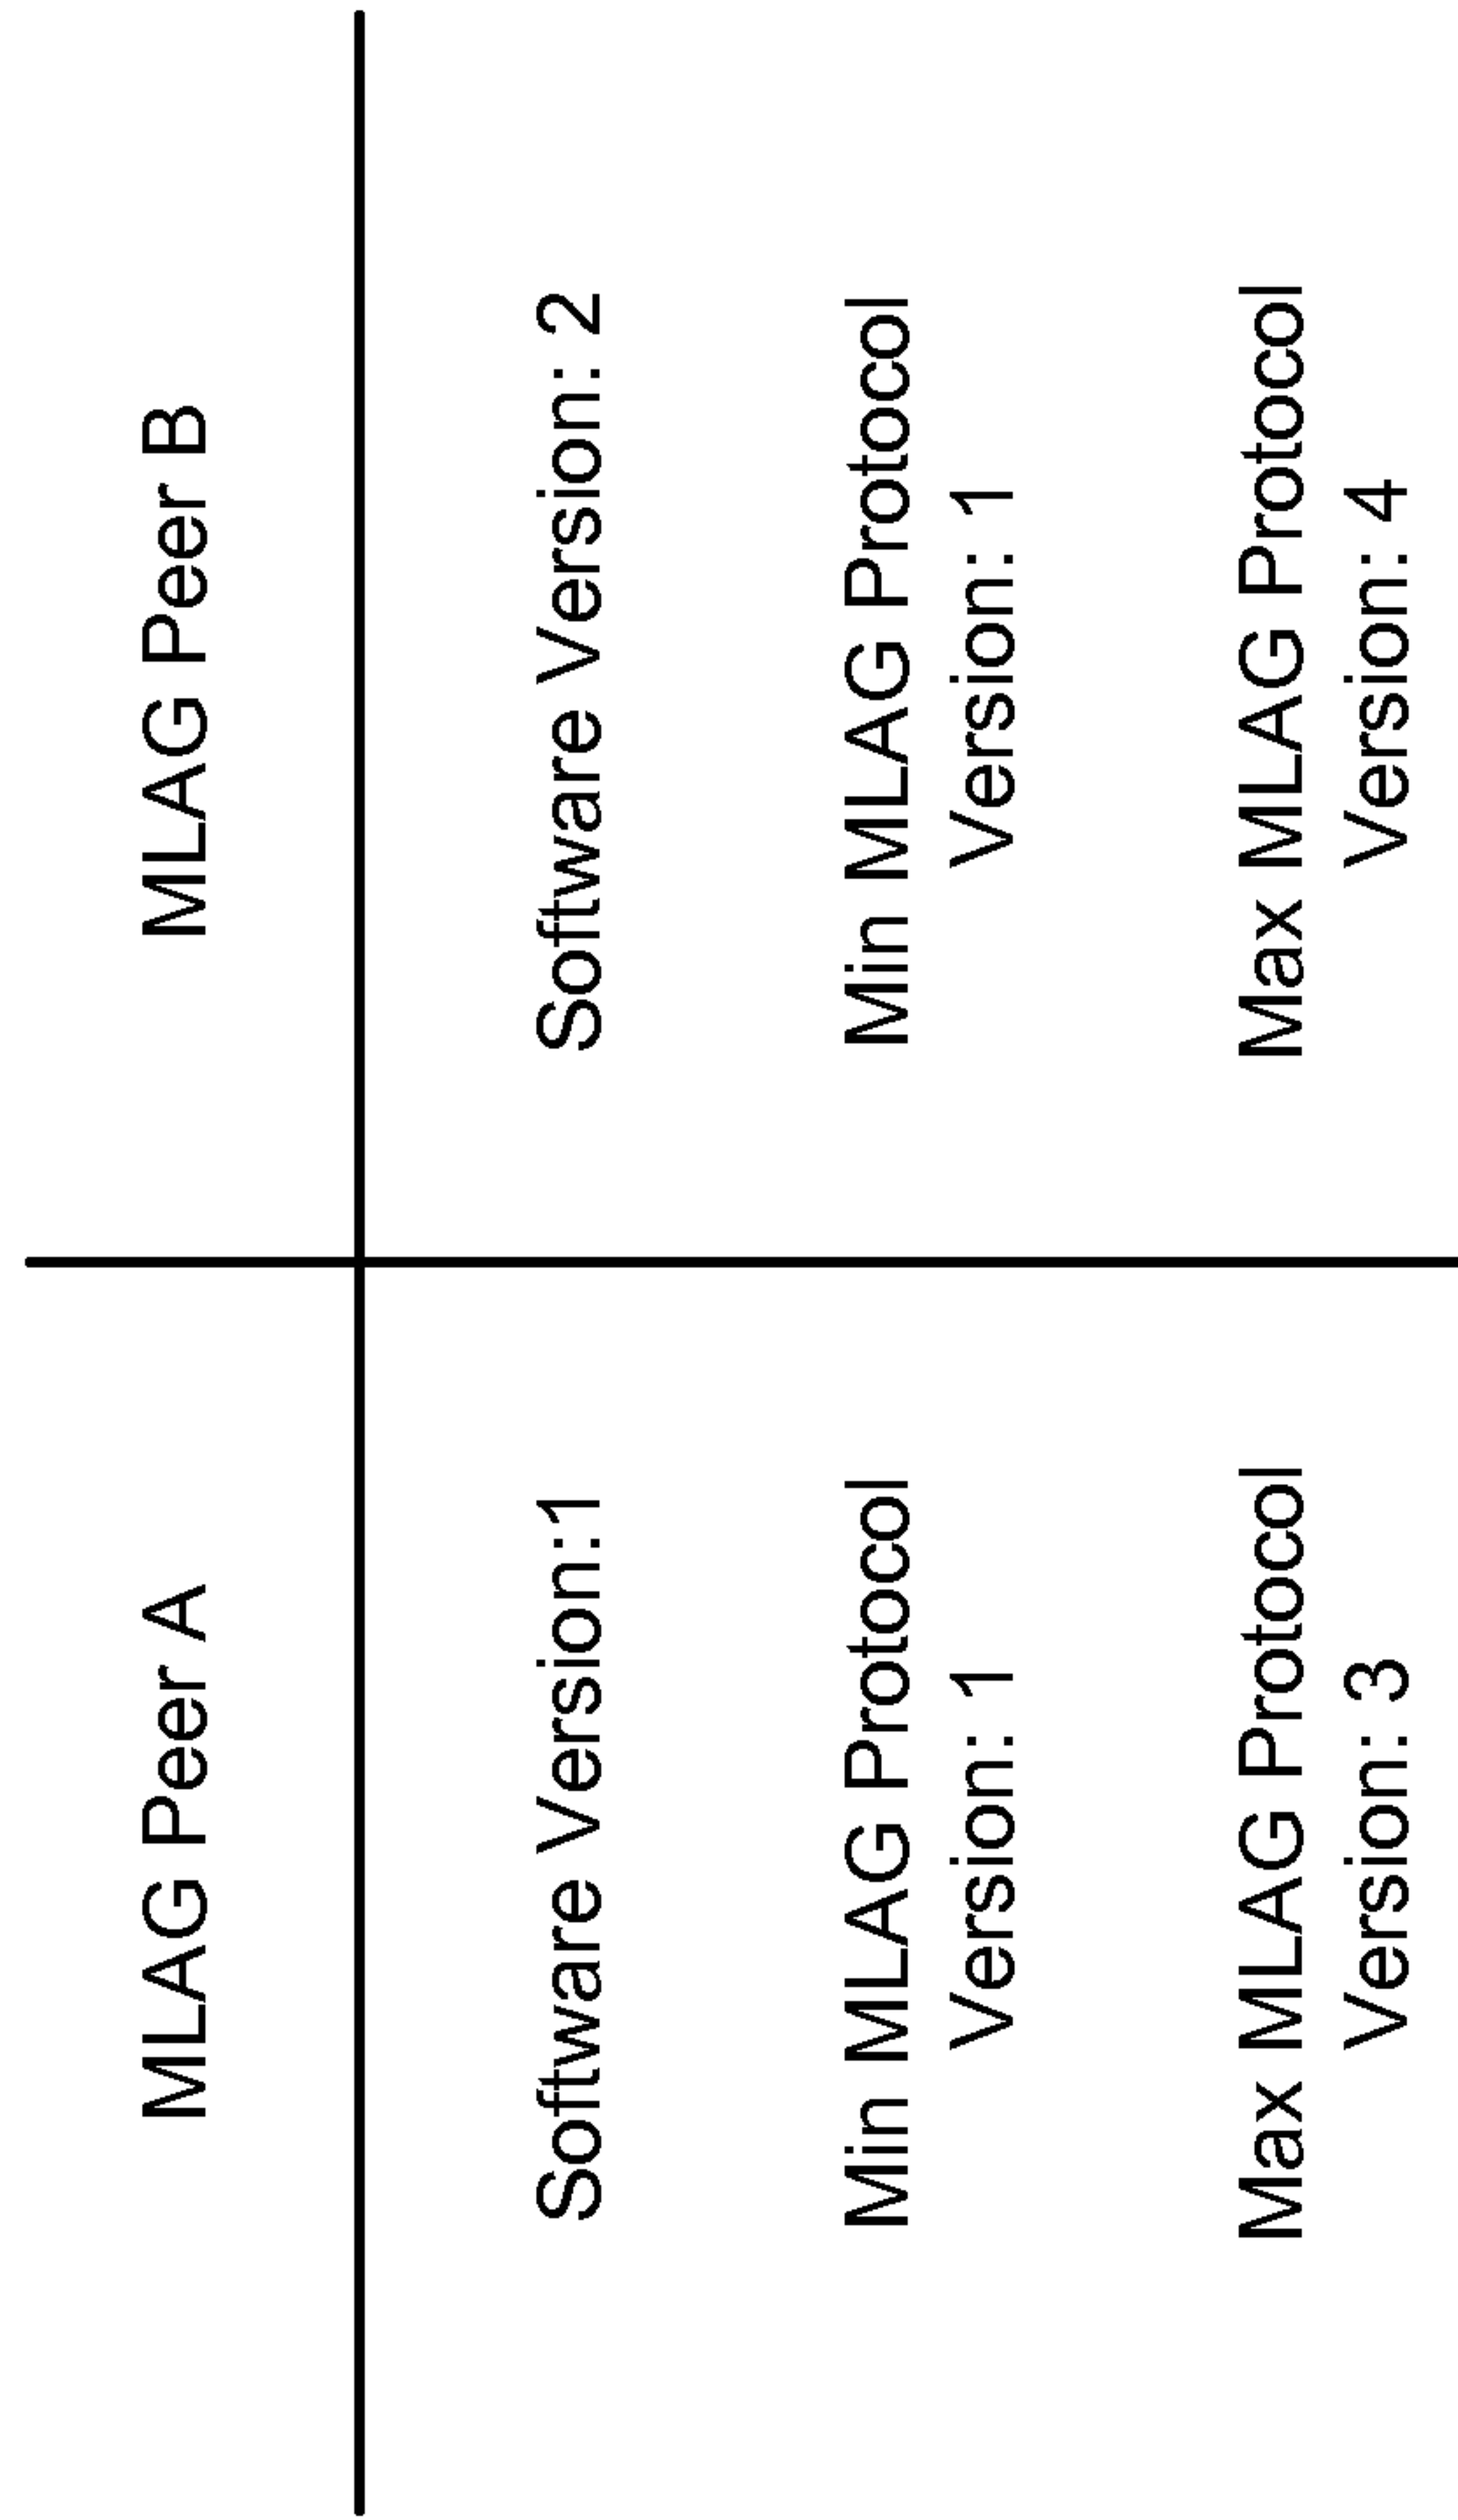 MLAG Peer A
MLAG Peer B
Software Version:1
Software Version: 2
Min MLAG Protocol
Version: 1
Min MLAG Protocol
Version: 1
Max MLAG Protocol
Version: 3
Max MLAG Protocol
Version: 4